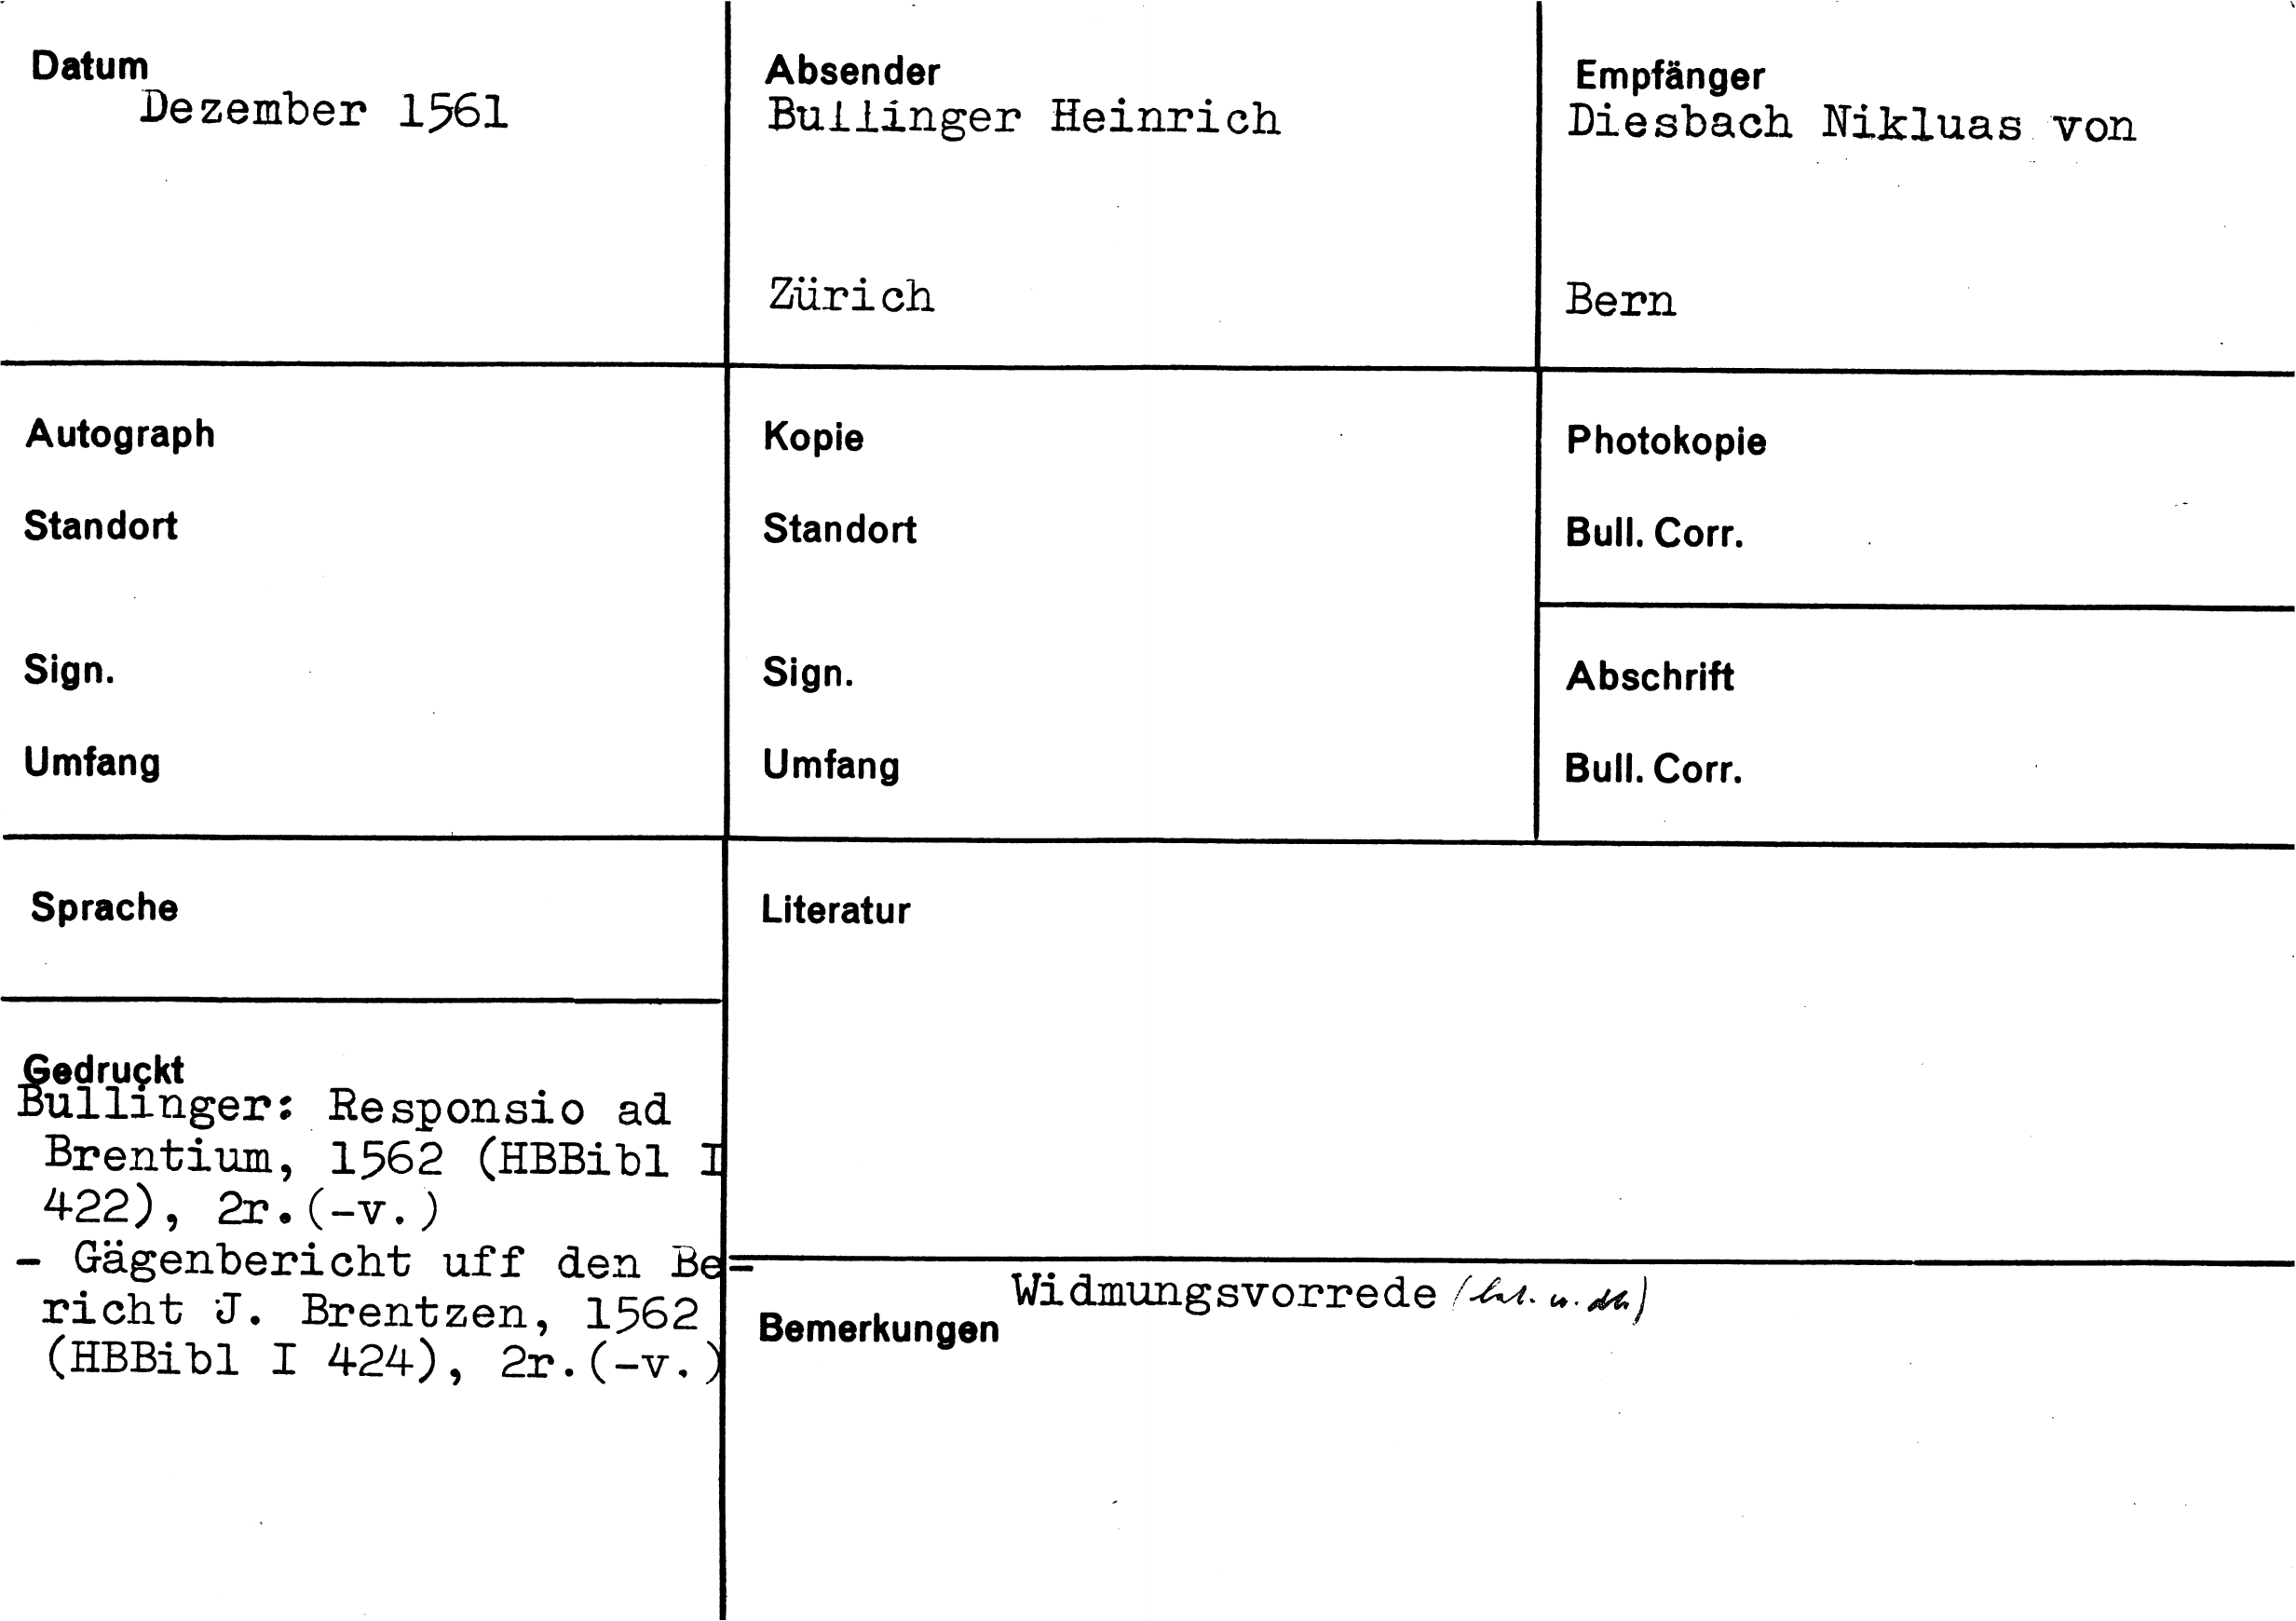 Datum
Dezember 1561
Absender
Bullinger Heinrich
Zürich
Empfänger
Diesbach Nikluas von
Bern
Autograph
Standort
Sign.
Umfang
Kopie
Standort
Sign.
Umfang
Photokopie
Bull. Corr.
Abschrift
Bull. Corr.
Sprache
Literatur
Gedruckt
Bullinger: Responsio ad
Brentium, 1562 (HBBibl I
422), 2r.(-v.)
- Gägenbericht uff den Be=
richt J. Brentzen, 1562
(HBBibl I 424), 2r.(-v.)
Widmungsvorrede (lat. u. dt.)
Bemerkungen